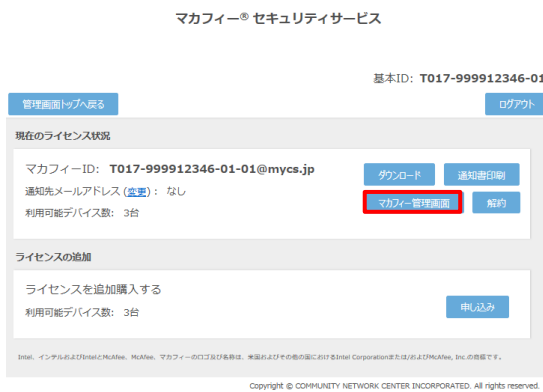 マカフィー® セキュリティサービス
基本ID: T017-999912346-01
管理画面トップへ戻る
ログアウト
現在のライセンス状況
マカフィーID: T017-999912346-01-01@mycs.jp
ダウンロード
通知書印刷
通知先メールアドレス (変更) : なし
利用可能デバイス数: 3台
マカフィー管理画面
解約
ライセンスの追加
ライセンスを追加購入する
利用可能デバイス数: 3台
申し込み
Intel、インテルおよびIntelとMcAfee、McAfee、マカフィーのロゴ及び名称は、米国およびその他の国におけるIntel Corporationまたは/およびMcAfee, Inc.の商標です。
Copyright © COMMUNITY NETWORK CENTER INCORPORATED. All rights reserved.